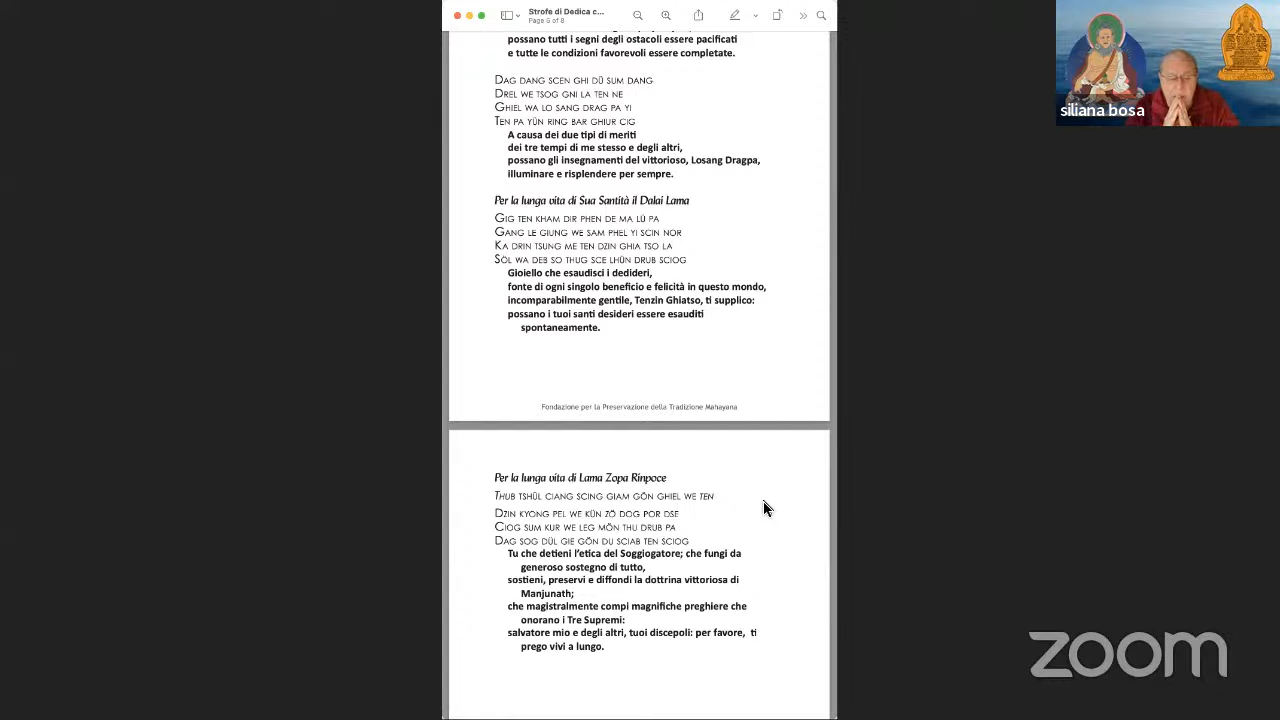 Strofe di Dedica c...
Page 6 of 8
possano tutti i segni degli ostacoli essere pacificati
e tutte le condizioni favorevoli essere completate.
DAG DANG SCEN GHI DÜ SUM DANG
DREL WE TSOG GNI LA TEN NE
GHIEL WA LO SANG DRAG PA YI
TEN PA YÜN RING BAR GHIUR CIG
A causa dei due tipi di meriti
dei tre tempi di me stesso e degli altri,
possano gli insegnamenti del vittorioso, Losang Dragpa,
illuminare e risplendere per sempre.
Per la lunga vita di Sua Santità il Dalai Lama
GIG TEN KHAM DIR PHEN DE MA LÜ PA
GANG LE GIUNG WE SAM PHEL YI SCIN NOR
KA DRIN TSUNG ME TEN DZIN GHIA TSO LA
SÖL WA DEB SO THUG SCE LHÜN DRUB SCIOG
Gioiello che esaudisci i dedideri,
fonte di ogni singolo beneficio e felicità in questo mondo,
incomparabilmente gentile, Tenzin Ghiatso, ti supplico:
possano i tuoi santi desideri essere esauditi
spontaneamente.
Fondazione per la Preservazione della Tradizione Mahayana
Per la lunga vita di Lama Zopa Rinpoce
THUB TSHÜL CIANG SCING GIAM GÖN GHIEL WE TEN
DZIN KYONG PEL WE KÜN ZÖ DOG POR DSE
CIOG SUM KUR WE LEG MÖN THU DRUB PA
DAG SOG DÜL GIE GÖN DU SCIAB TEN SCIOG
Tu che detieni l'etica del Soggiogatore; che fungi da
generoso sostegno di tutto,
sostieni, preservi e diffondi la dottrina vittoriosa di
Manjunath;
che magistralmente compi magnifiche preghiere che
onorano i Tre Supremi:
salvatore mio e degli altri, tuoi discepoli: per favore, ti
prego vivi a lungo.
siliana bosa
zoom